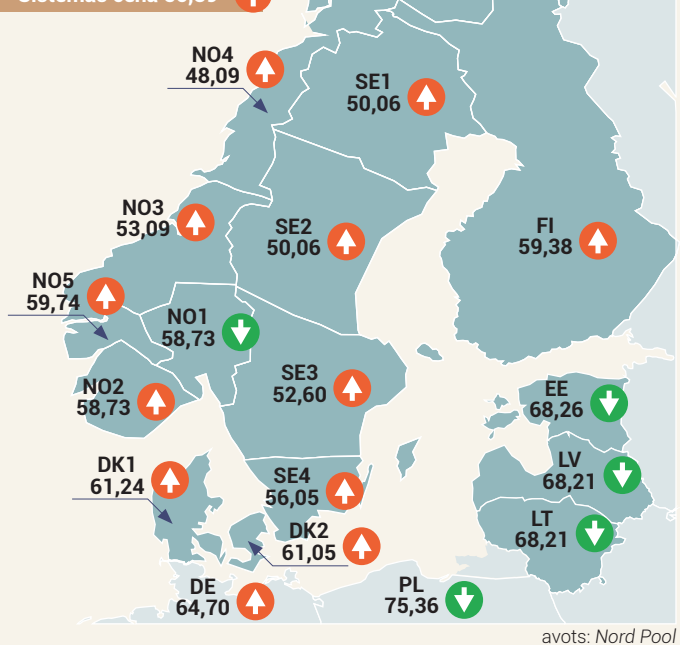 NO4
48,09
SE1
50,06
NO3
53,09
SE2
50,06
FI
59,38
NO5
59,74
NO1
58,73
SE3
52,60
NO2
58,73
EE
68,26
DK1
61,24
SE4
56,05
LV
68,21
LT
68,21
DK2
61,05
DE
64,70
PL
75,36
avots: Nord Pool